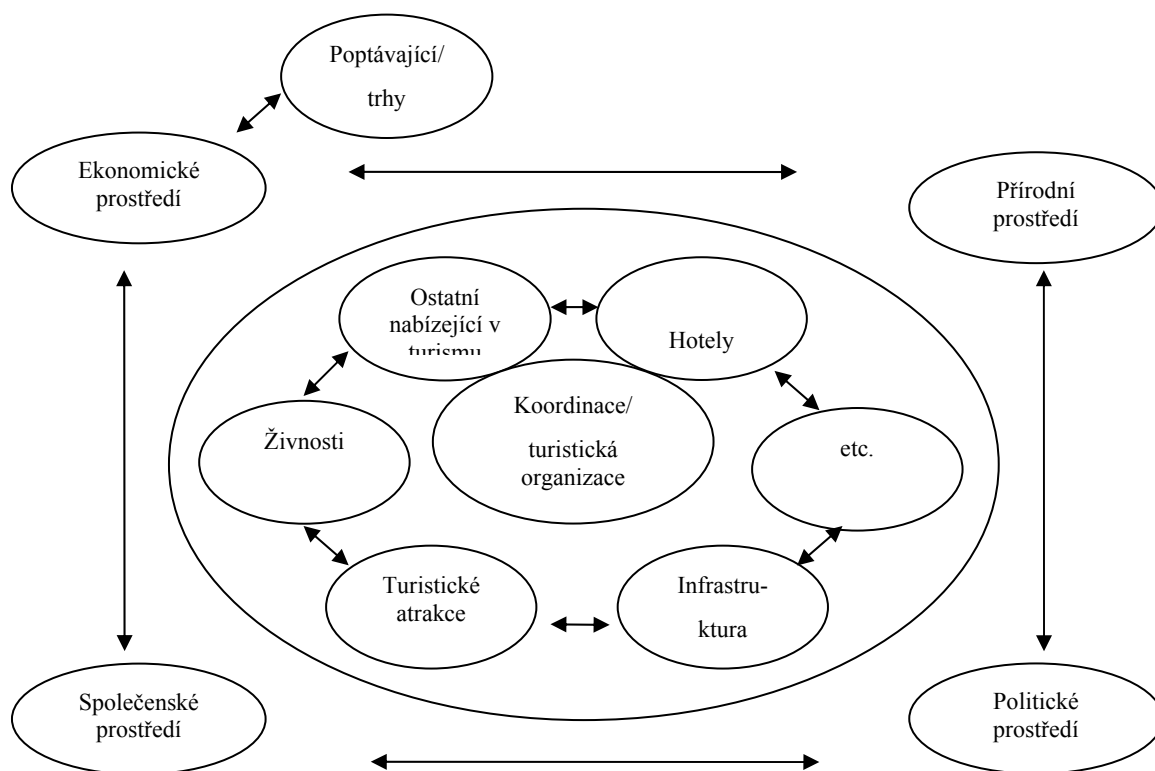 Poptávající/
trhy
Ekonomické
prostředí
Přírodní
prostředí
Ostatní
nabízející v
turismu
Hotely
Koordinace/
turistická
organizace
Živnosti
etc.
Turistické
atrakce
Infrastru-
ktura
Společenské
prostředí
Politické
prostředí